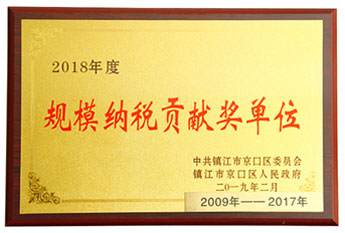 2018年度
规模纳税贡献奖单位
中共镇江市京口区委员会
镇江市京口区人民政府
二〇一九年二月
2009年——2017年